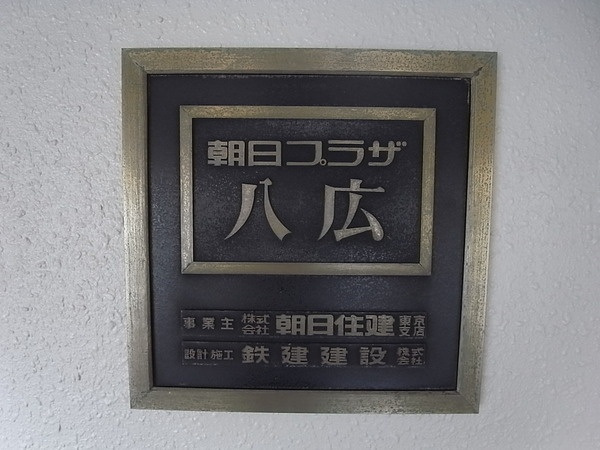 朝日プラザ
八広
事業主 株式会社 朝日住建 東京支店
設計施工 鉄建建設 株式会社